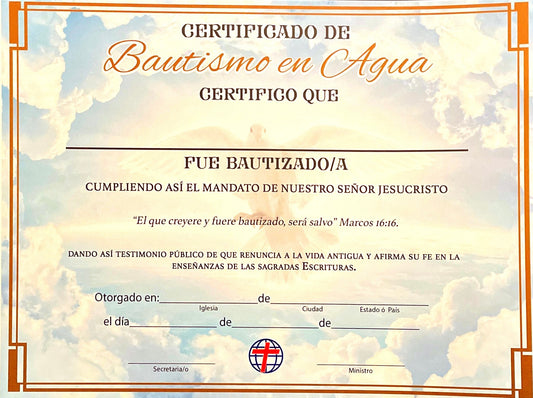 CERTIFICADO DE
Bautismo en Agua
CERTIFICO QUE
FUE BAUTIZADO/A
CUMPLIENDO ASÍ EL MANDATO DE NUESTRO SEÑOR JESUCRISTO
“El que creyere y fuere bautizado, será salvo” Marcos 16:16.
DANDO ASÍ TESTIMONIO PÚBLICO DE QUE RENUNCIA A LA VIDA ANTIGUA Y AFIRMA SU FE EN LA
ENSEÑANZAS DE LAS SAGRADAS ESCRITURAS.
Otorgado en: de
Iglesia Ciudad Estado ó País
el día de de
Secretaria/o Ministro